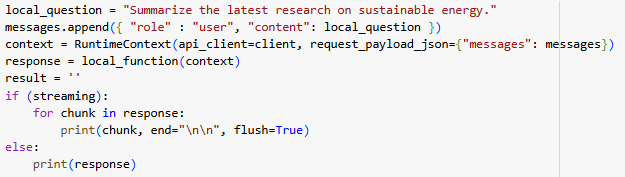 local_question = "Summarize the latest research on sustainable energy."
messages.append({ "role" : "user", "content": local_question })
context = RuntimeContext(api_client=client, request_payload_json={"messages": messages})
response = local_function(context)
result = ''
if (streaming):
    for chunk in response:
        print(chunk, end="\n\n", flush=True)
else:
    print(response)